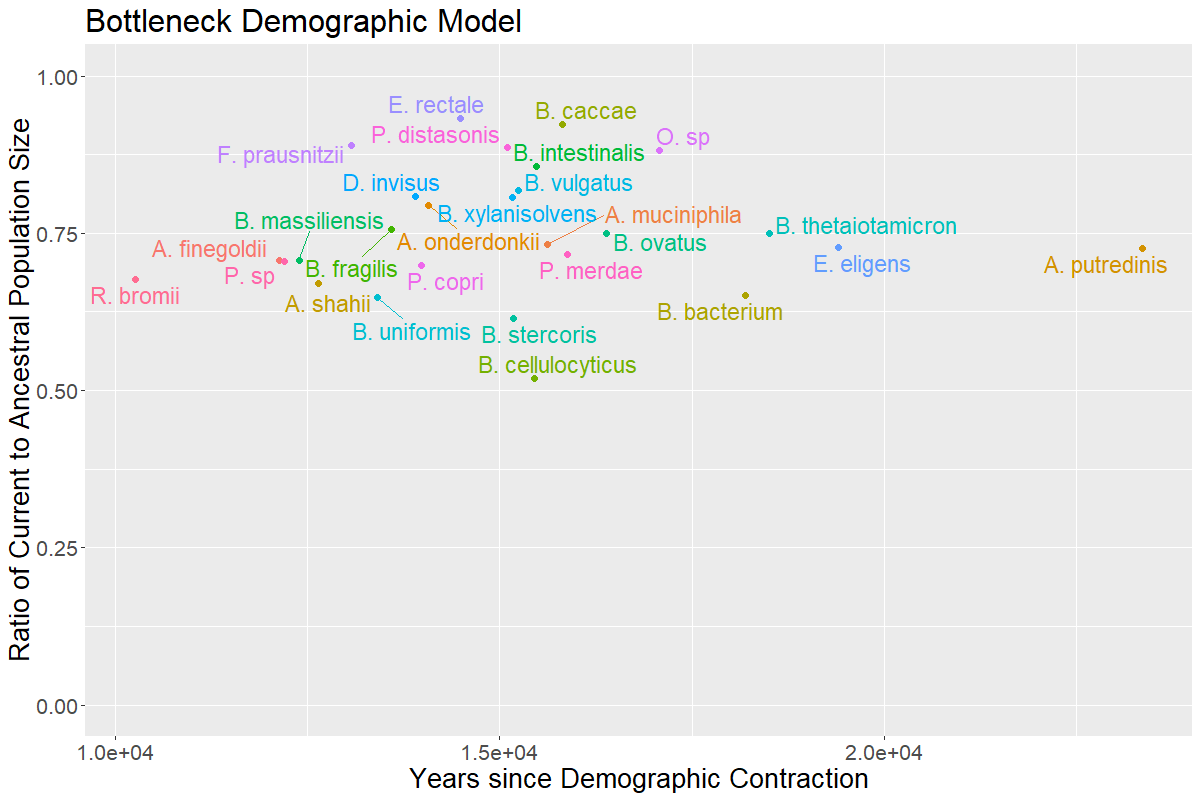 Bottleneck Demographic Model
Ratio of Current to Ancestral Population Size
1.00
0.75
0.50
0.25
0.00
E. rectale
B. caccae
P. distasonis
O. sp
F. prausnitzii
B. intestinalis
D. invisus
B. vulgatus
B. massiliensis
B. xylanisolvens
A. muciniphila
B. thetaiotamicron
A. finegoldii
A. onderdonkii
B. ovatus
P. sp
B. fragilis
P. merdae
E. eligens
A. putredinis
R. bromii
P. copri
A. shahii
B. bacterium
B. uniformis
B. stercoris
B. cellulocyticus
1.0e+04
1.5e+04
2.0e+04
Years since Demographic Contraction